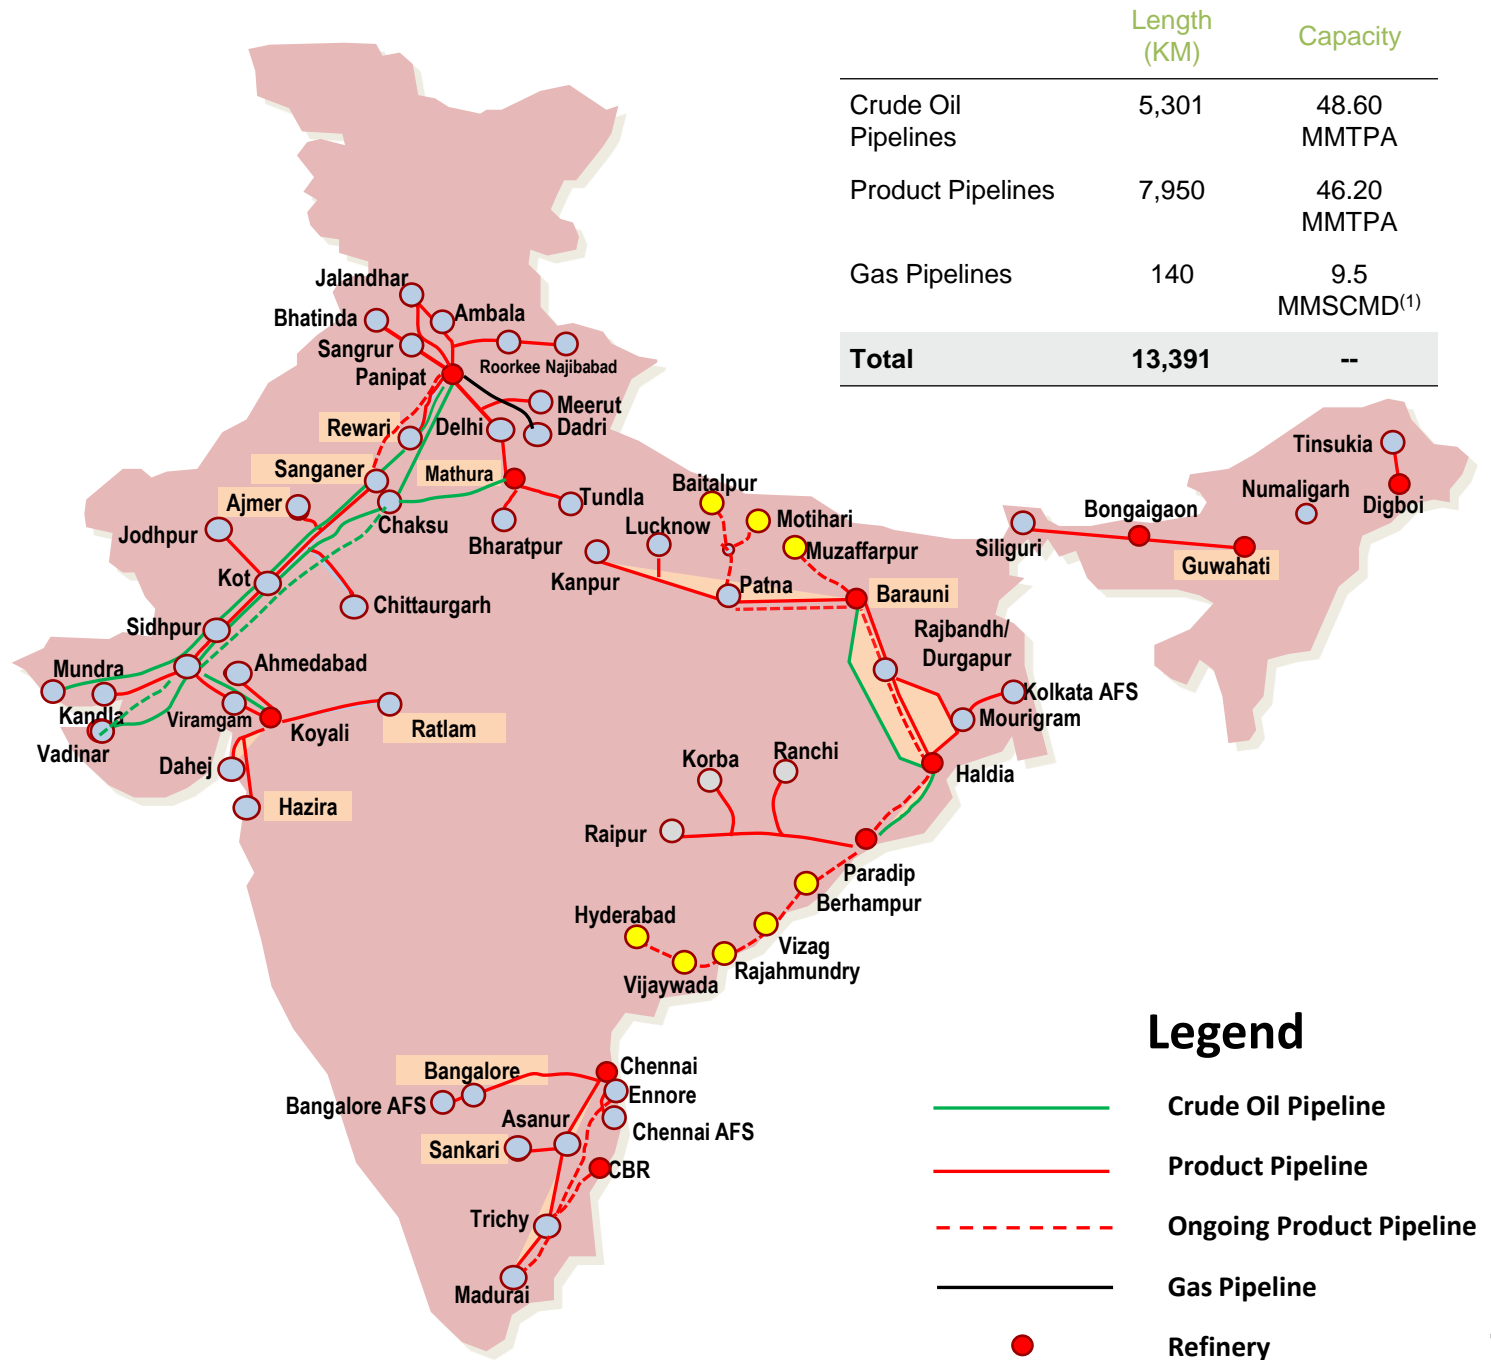 Length
(KM)
Capacity
Crude Oil
Pipelines
5,301
48.60
MMTPA
Product Pipelines
7,950
46.20
MMTPA
Gas Pipelines
140
9.5
MMSCMD(1)
Total
13,391
--
Jalandhar
Bhatinda
Ambala
Sangrur
Roorkee Najibabad
Panipat
Meerut
Rewari
Delhi
Dadri
Sanganer
Mathura
Ajmer
Tundla
Jodhpur
Chaksu
Bharatpur
Baitalpur
Lucknow
Motihari
Muzaffarpur
Kanpur
Patna
Barauni
Kot
Chittaurgarh
Sidhpur
Rajbandh/
Durgapur
Tinsukia
Numaligarh
Digboi
Bongaigaon
Siliguri
Guwahati
Mundra
Ahmedabad
Kolkata AFS
Kandla
Viramgam
Koyali
Ratlam
Mourigram
Vadinar
Dahej
Hazira
Korba
Ranchi
Haldia
Raipur
Paradip
Berhampur
Hyderabad
Vizag
Rajahmundry
Vijaywada
Chennai
Bangalore
Ennore
Bangalore AFS
Asanur
Chennai AFS
Sankari
CBR
Trichy
Madurai
Legend
Crude Oil Pipeline
Product Pipeline
Ongoing Product Pipeline
Gas Pipeline
Refinery